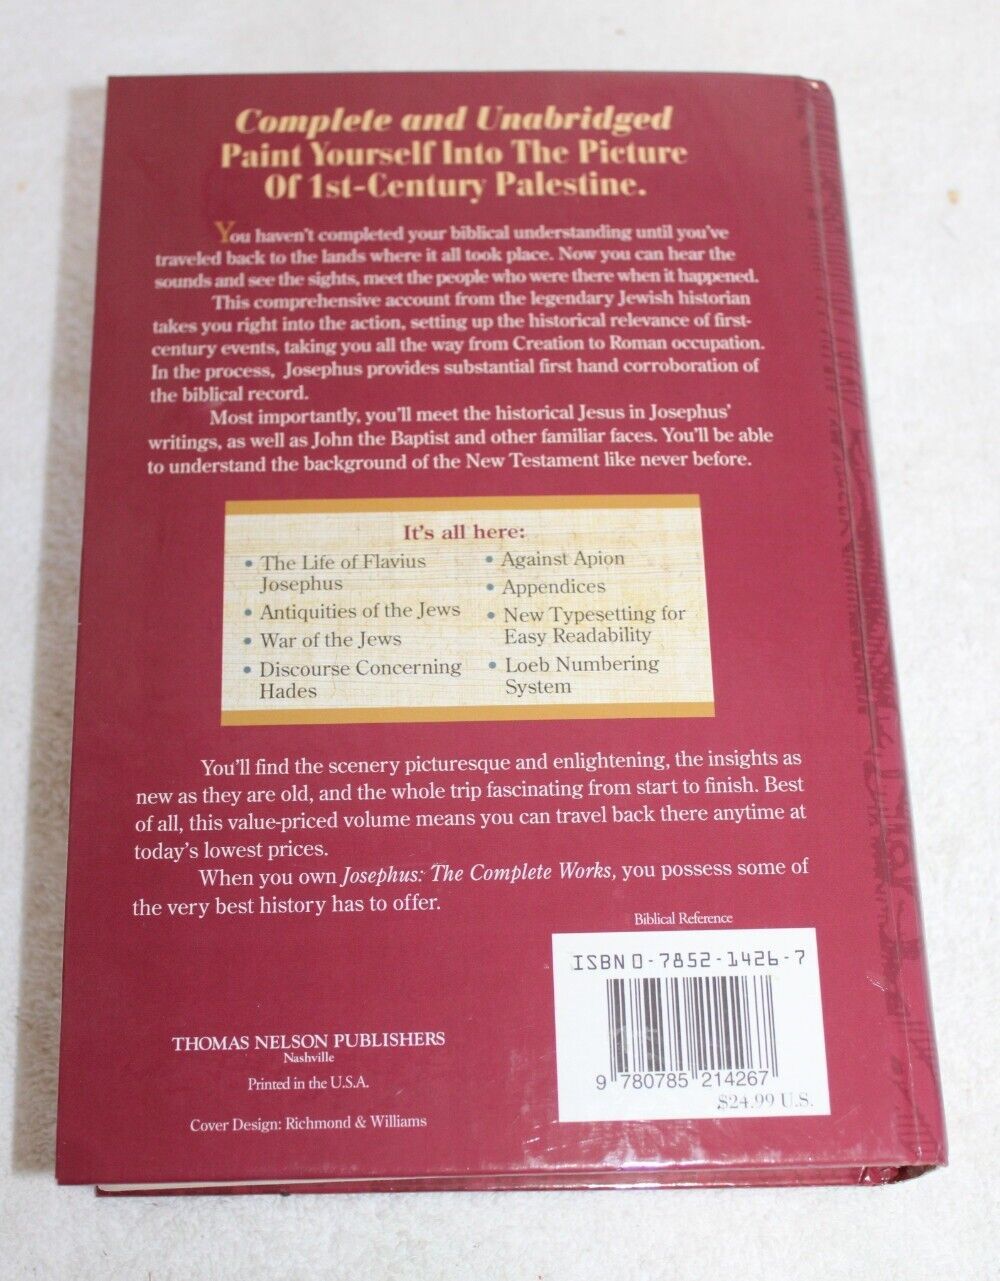 Complete and Unabridged
Paint Yourself Into The Picture
Of 1st-Century Palestine.
You haven't completed your biblical understanding until you've
traveled back to the lands where it all took place. Now you can hear the
sounds and see the sights, meet the people who were there when it happened.
This comprehensive account from the legendary Jewish historian
takes you right into the action, setting up the historical relevance of first-
century events, taking you all the way from Creation to Roman occupation.
In the process, Josephus provides substantial first hand corroboration of
the biblical record.
Most importantly, you'll meet the historical Jesus in Josephus'
writings, as well as John the Baptist and other familiar faces. You'll be able
to understand the background of the New Testament like never before.
It's all here:
• The Life of Flavius
Josephus
• Antiquities of the Jews
• War of the Jews
• Discourse Concerning
Hades
• Against Apion
• Appendices
• New Typesetting for
Easy Readability
• Loeb Numbering
System
You'll find the scenery picturesque and enlightening, the insights as
new as they are old, and the whole trip fascinating from start to finish. Best
of all, this value-priced volume means you can travel back there anytime at
today's lowest prices.
When you own Josephus: The Complete Works, you possess some of
the very best history has to offer.
Biblical Reference
ISBN 0-7852-1426-7
9 780785 214267
$24.99 U.S.
THOMAS NELSON PUBLISHERS
Nashville
Printed in the U.S.A.
Cover Design: Richmond & Williams